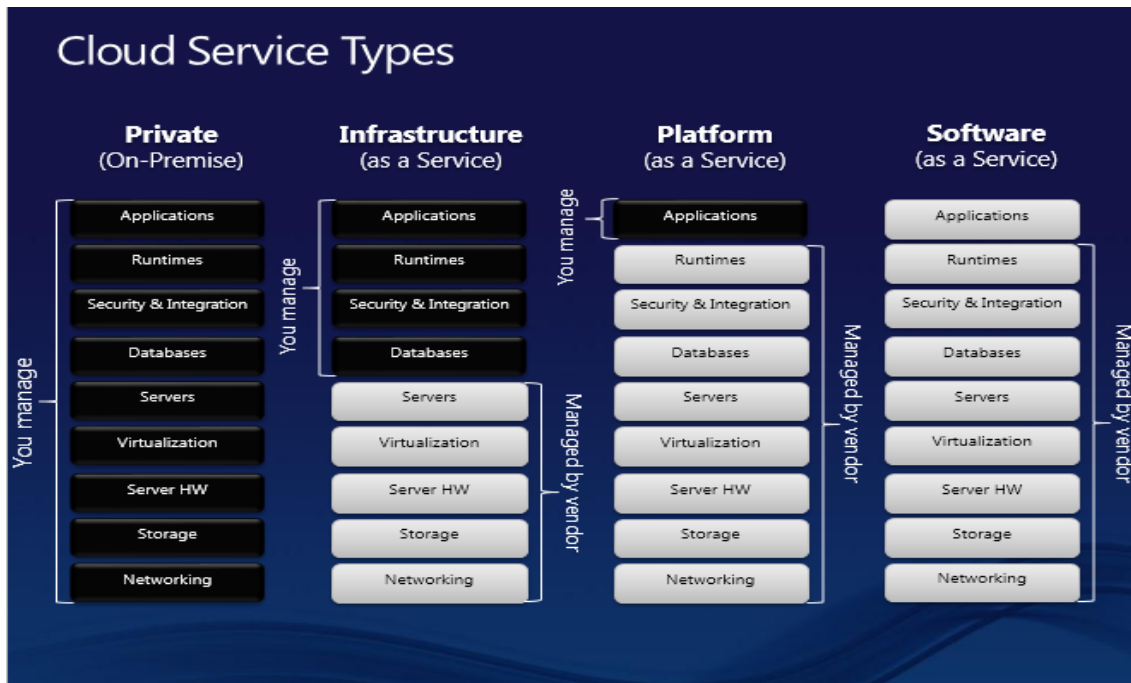 Cloud Service Types
Private
(On-Premise)
You manage
Applications
Runtimes
Security & Integration
Databases
Servers
Virtualization
Server HW
Storage
Networking
Infrastructure
(as a Service)
You manage
Applications
Runtimes
Security & Integration
Databases
Servers
Virtualization
Server HW
Storage
Networking
Managed by vendor
Platform
(as a Service)
You manage
Applications
Runtimes
Security & Integration
Databases
Servers
Virtualization
Server HW
Storage
Networking
Managed by vendor
Software
(as a Service)
Applications
Runtimes
Security & Integration
Databases
Servers
Virtualization
Server HW
Storage
Networking
Managed by vendor